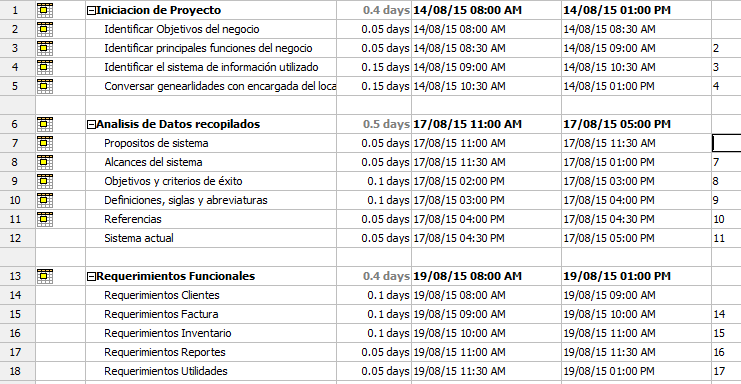 1 Iniciacion de Proyecto 0.4 days 14/08/15 08:00 AM 14/08/15 01:00 PM
2 Identificar Objetivos del negocio 0.05 days 14/08/15 08:00 AM 14/08/15 08:30 AM
3 Identificar principales funciones del negocio 0.05 days 14/08/15 08:30 AM 14/08/15 09:00 AM 2
4 Identificar el sistema de información utilizado 0.15 days 14/08/15 09:00 AM 14/08/15 10:30 AM 3
5 Conversar genearlidades con encargada del loca 0.15 days 14/08/15 10:30 AM 14/08/15 01:00 PM 4
6 Analisis de Datos recopilados 0.5 days 17/08/15 11:00 AM 17/08/15 05:00 PM
7 Propositos de sistema 0.05 days 17/08/15 11:00 AM 17/08/15 11:30 AM
8 Alcances del sistema 0.05 days 17/08/15 11:30 AM 17/08/15 01:00 PM 7
9 Objetivos y criterios de éxito 0.1 days 17/08/15 02:00 PM 17/08/15 03:00 PM 8
10 Definiciones, siglas y abreviaturas 0.1 days 17/08/15 03:00 PM 17/08/15 04:00 PM 9
11 Referencias 0.05 days 17/08/15 04:00 PM 17/08/15 04:30 PM 10
12 Sistema actual 0.05 days 17/08/15 04:30 PM 17/08/15 05:00 PM 11
13 Requerimientos Funcionales 0.4 days 19/08/15 08:00 AM 19/08/15 01:00 PM
14 Requerimientos Clientes 0.1 days 19/08/15 08:00 AM 19/08/15 09:00 AM
15 Requerimientos Factura 0.1 days 19/08/15 09:00 AM 19/08/15 10:00 AM 14
16 Requerimientos Inventario 0.1 days 19/08/15 10:00 AM 19/08/15 11:00 AM 15
17 Requerimientos Reportes 0.05 days 19/08/15 11:00 AM 19/08/15 11:30 AM 16
18 Requerimientos Utilidades 0.05 days 19/08/15 11:30 AM 19/08/15 01:00 PM 17